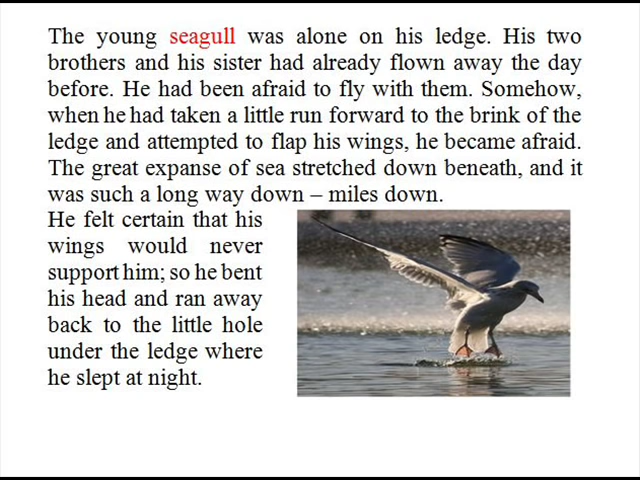 The young seagull was alone on his ledge. His two
brothers and his sister had already flown away the day
before. He had been afraid to fly with them. Somehow,
when he had taken a little run forward to the brink of the
ledge and attempted to flap his wings, he became afraid.
The great expanse of sea stretched down beneath, and it
was such a long way down – miles down.
He felt certain that his
wings would never
support him; so he bent
his head and ran away
back to the little hole
under the ledge where
he slept at night.